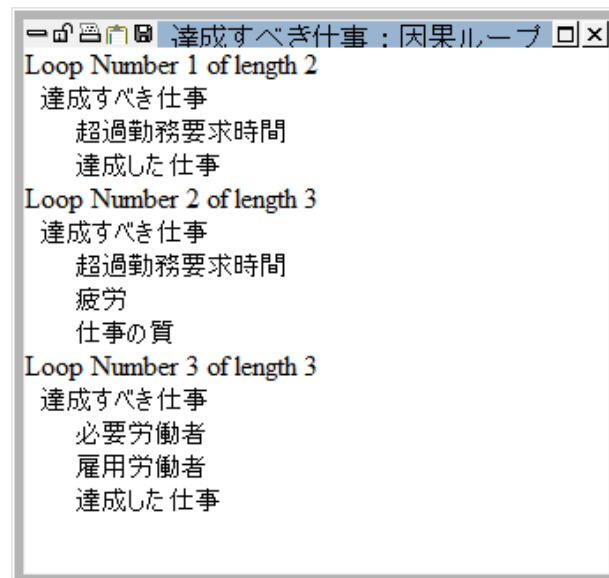 達成すべき仕事：因果ループ
Loop Number 1 of length 2
達成すべき仕事
超過勤務要求時間
達成した仕事
Loop Number 2 of length 3
達成すべき仕事
超過勤務要求時間
疲労
仕事の質
Loop Number 3 of length 3
達成すべき仕事
必要労働者
雇用労働者
達成した仕事